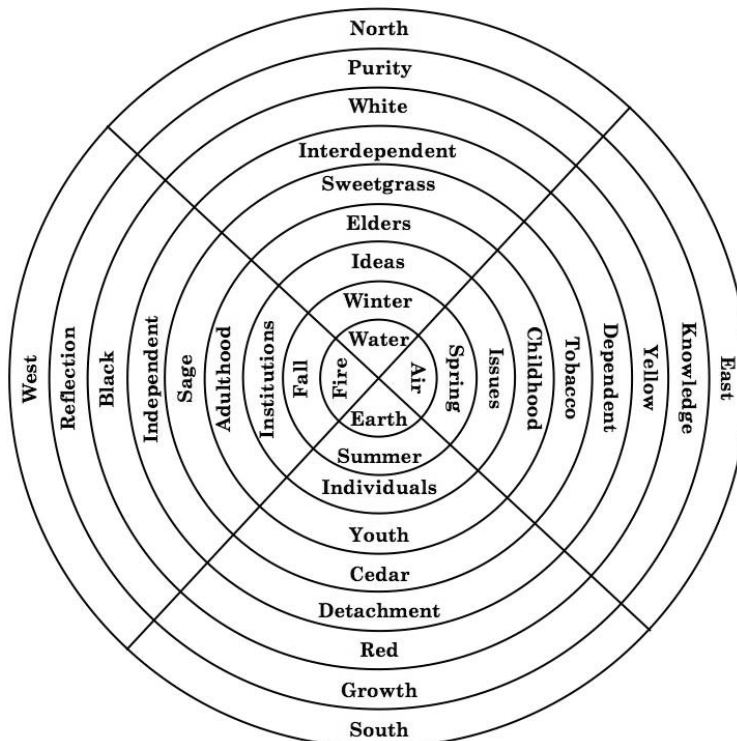 North
Purity
White
Interdependent
Sweetgrass
Elders
Ideas
Winter
Water
West
Reflection
Black
Independent
Sage
Adulthood
Institutions
Fall
Fire
Air
Spring
Issues
Childhood
Tobacco
Dependent
Yellow
Knowledge
East
Earth
Summer
Individuals
Youth
Cedar
Detachment
Red
Growth
South